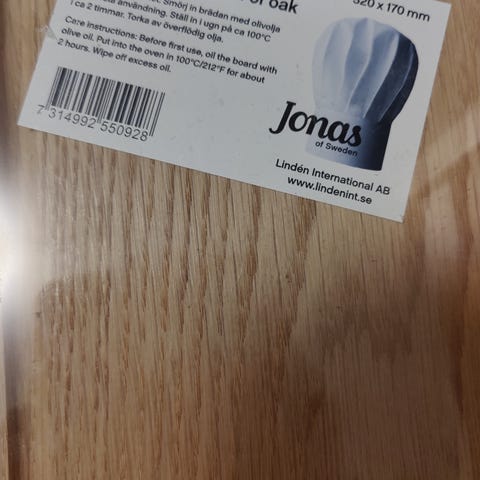 of oak
320 x 170 mm
användning. Smörj in brädan med olivolja
Ställ in i ugn på ca 100°C
i ca 2 timmar. Torka av överflödig olja.
Care instructions: Before first use, oil the board with
olive oil. Put into the oven in 100°C/212°F for about
2 hours. Wipe off excess oil.
7 314992 550928
Jonas
of Sweden
Lindén International AB
www.lindenint.se